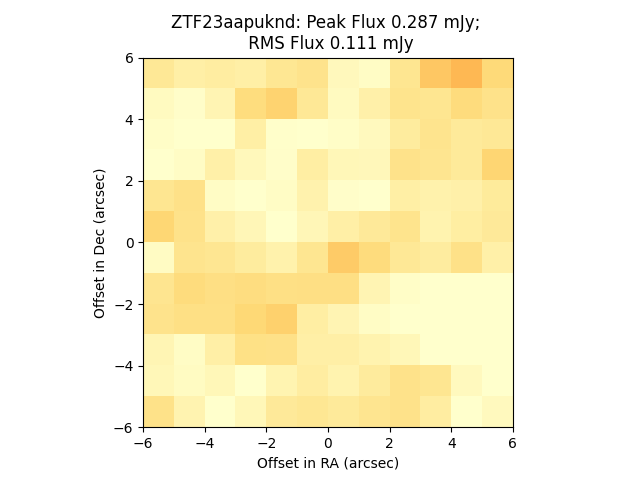 ZTF23aapuknd: Peak Flux 0.287 mJy;
RMS Flux 0.111 mJy
6
4
2
0
−2
−4
−6
Offset in Dec (arcsec)
−6 −4 −2 0 2 4 6
Offset in RA (arcsec)